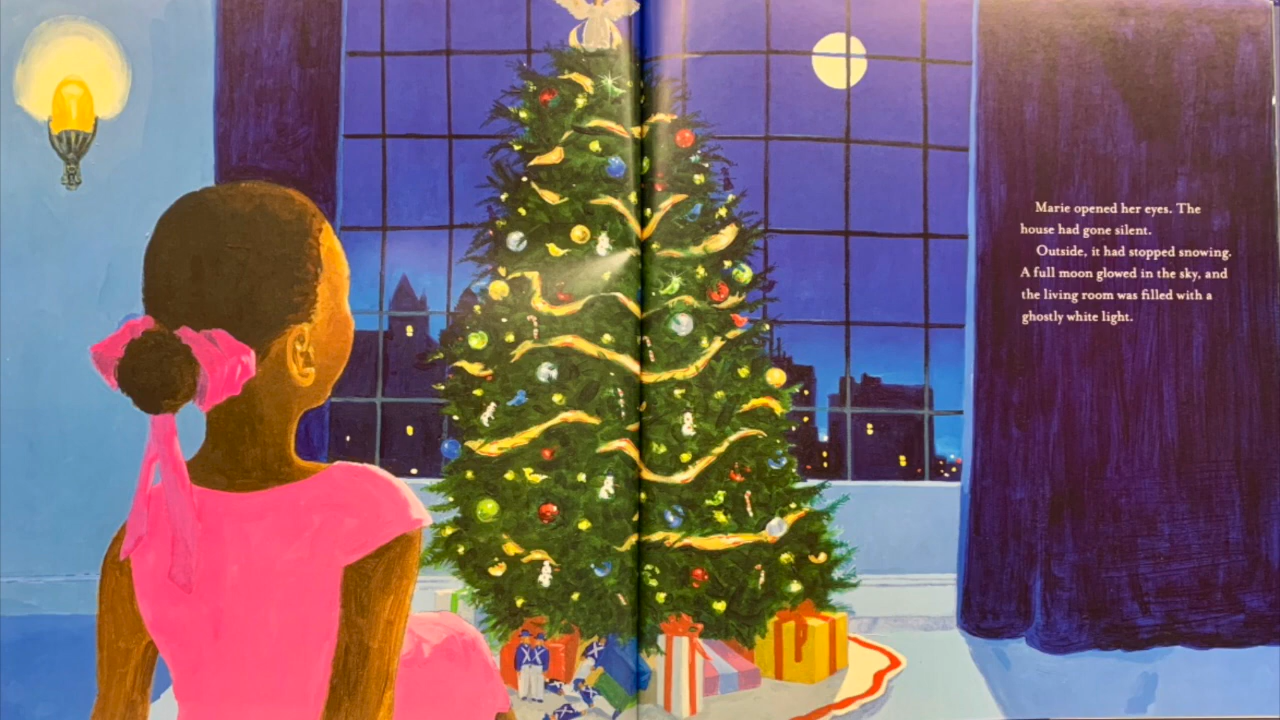 Marie opened her eyes. The
house had gone silent.
Outside, it had stopped snowing.
A full moon glowed in the sky, and
the living room was filled with a
ghostly white light.